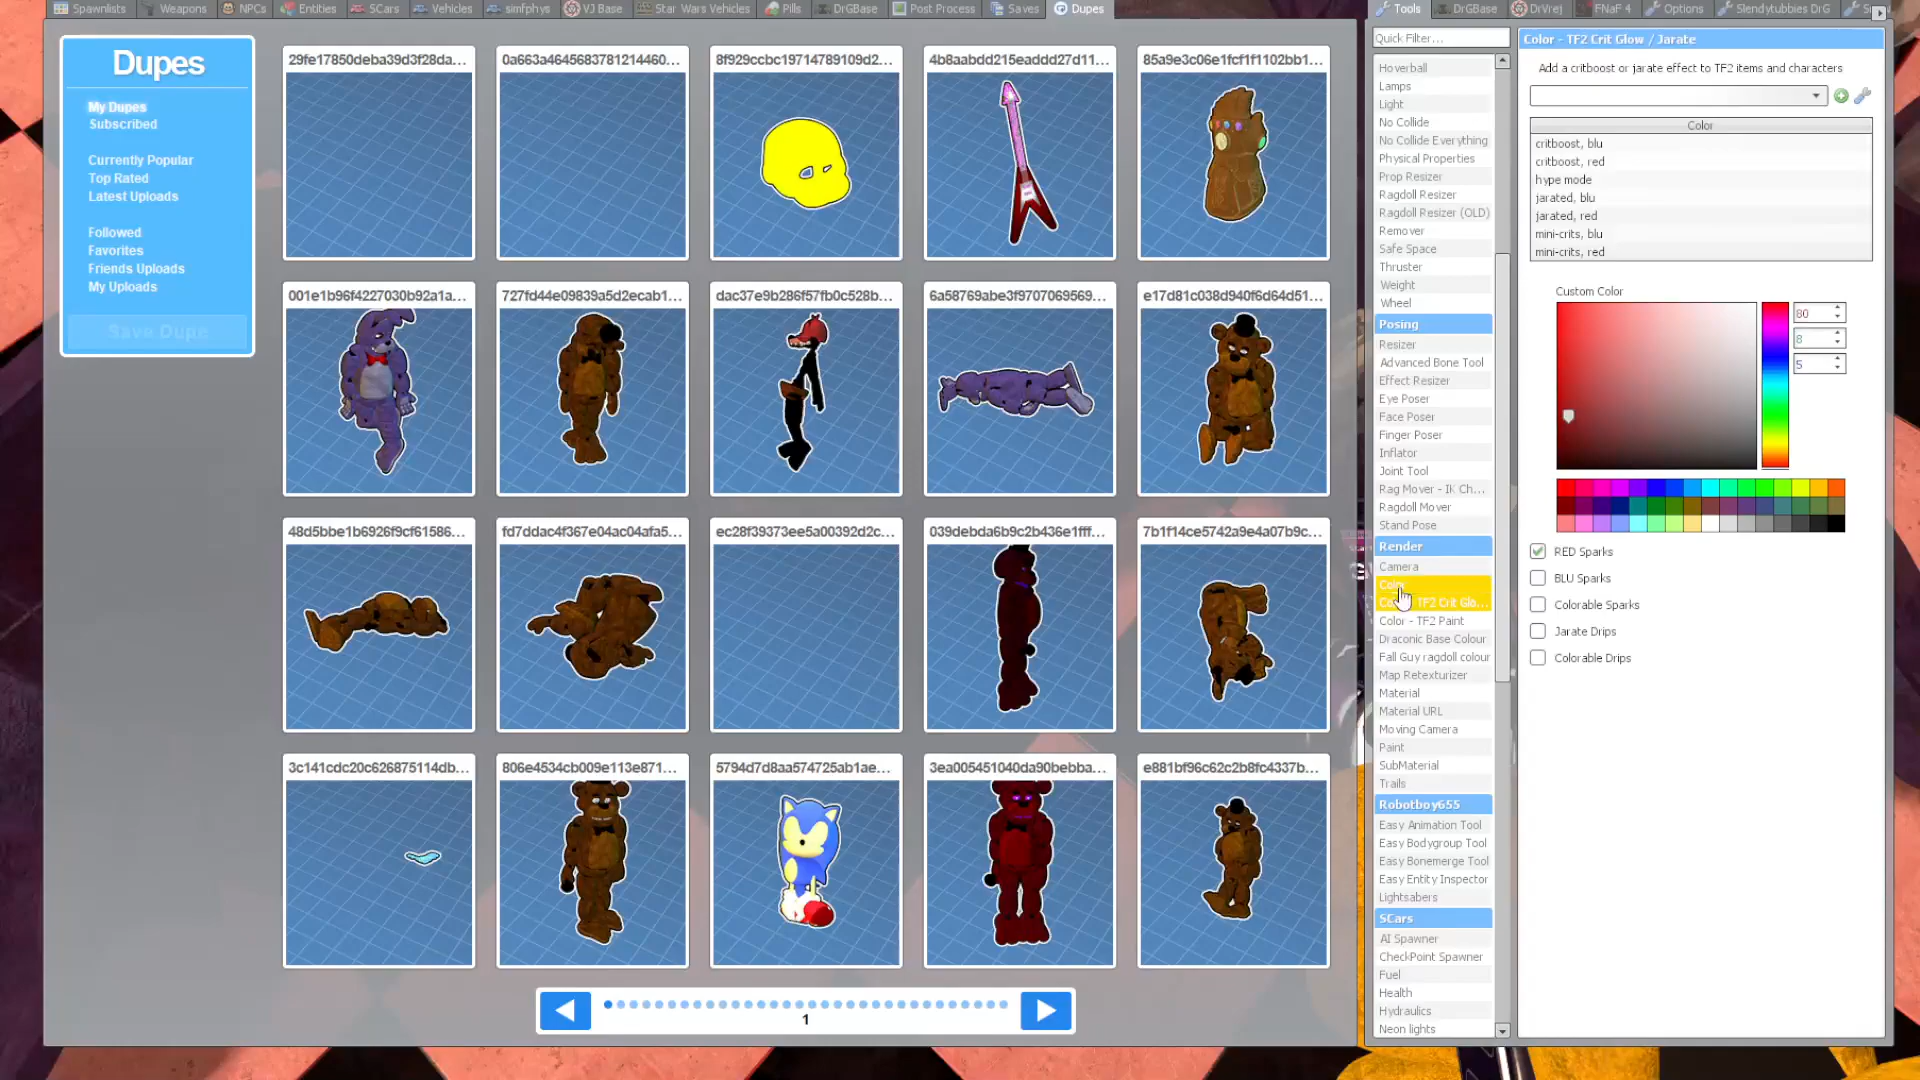 Spawnlists Weapons NPCs Entities SCars Vehicles simfphys VJ Base Star Wars Vehicles Pills DrGBase Post Process Saves Dupes
Tools DrGBase DrVrej FNaF 4 Options Slendytubbies DrG
Dupes
My Dupes
Subscribed
Currently Popular
Top Rated
Latest Uploads
Followed
Favorites
Friends Uploads
My Uploads
Save Dupe
29fe17850deba39d3f28da... 0a663a4645683781214460... 8f929ccbc19714789109d2... 4b8aabdd215eaddd27d11... 85a9e3c06e1fcf1f1102bb1...
001e1b96f4227030b92a1a... 727fd44e09839a5d2ecab1... dac37e9b286f57fb0c528b... 6a58769abe3f9707069569... e17d81c038d940f6d64d51...
48d5bbe1b6926f9cf61586... fd7ddac4f367e04ac04afa5... ec28f39373ee5a00392d2c... 039debda6b9c2b436e1fff... 7b1f14ce5742a9e4a07b9c...
3c141cdc20c626875114db... 806e4534cb009e113e871... 5794d7d8aa574725ab1ae... 3ea005451040da90bebba... e881bf96c62c2b8fc4337b...
1
Quick Filter...
Hoverball
Lamps
Light
No Collide
No Collide Everything
Physical Properties
Prop Resizer
Ragdoll Resizer
Ragdoll Resizer (OLD)
Remover
Safe Space
Thruster
Weight
Wheel
Posing
Resizer
Advanced Bone Tool
Effect Resizer
Eye Poser
Face Poser
Finger Poser
Inflator
Joint Tool
Rag Mover - IK Ch...
Ragdoll Mover
Stand Pose
Render
Camera
TF2 Crit Glo...
Color - TF2 Paint
Draconic Base Colour
Fall Guy ragdoll colour
Map Retexturizer
Material
Material URL
Moving Camera
Paint
SubMaterial
Trails
Robotboy655
Easy Animation Tool
Easy Bodygroup Tool
Easy Bonemerge Tool
Easy Entity Inspector
Lightsabers
SCars
AI Spawner
CheckPoint Spawner
Fuel
Health
Hydraulics
Neon lights
Color - TF2 Crit Glow / Jarate
Add a critboost or jarate effect to TF2 items and characters
Color
critboost, blu
critboost, red
hype mode
jarated, blu
jarated, red
mini-crits, blu
mini-crits, red
Custom Color
80
8
5
RED Sparks
BLU Sparks
Colorable Sparks
Jarate Drips
Colorable Drips